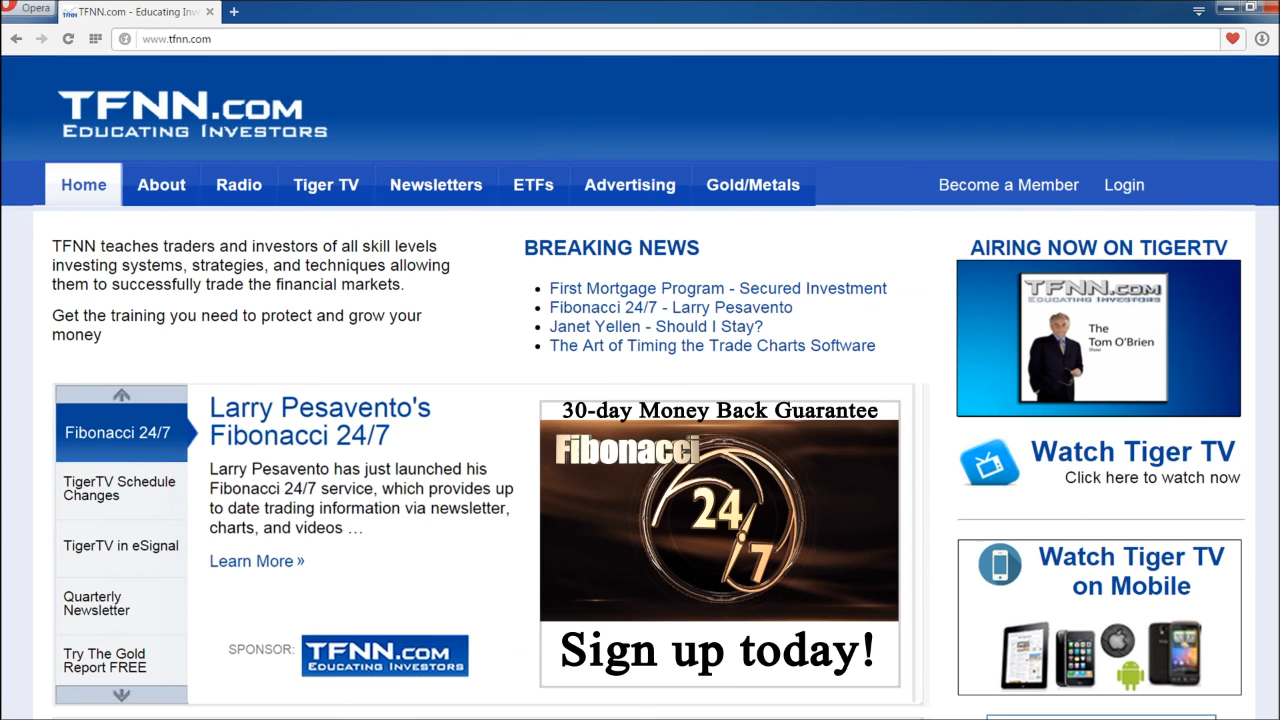 Opera
TFNN.com - Educating Inv
www.tfnn.com
TFNN.COM
EDUCATING INVESTORS
Home
About
Radio
Tiger TV
Newsletters
ETFs
Advertising
Gold/Metals
Become a Member
Login
TFNN teaches traders and investors of all skill levels
investing systems, strategies, and techniques allowing
them to successfully trade the financial markets.
Get the training you need to protect and grow your
money
BREAKING NEWS
First Mortgage Program - Secured Investment
Fibonacci 24/7 - Larry Pesavento
Janet Yellen - Should I Stay?
The Art of Timing the Trade Charts Software
AIRING NOW ON TIGERTV
TFNN.COM
EDUCATING INVESTORS
The
Tom O'Brien
Show
Watch Tiger TV
Click here to watch now
Watch Tiger TV
on Mobile
Fibonacci 24/7
TigerTV Schedule
Changes
TigerTV in eSignal
Quarterly
Newsletter
Try The Gold
Report FREE
Larry Pesavento's
Fibonacci 24/7
Larry Pesavento has just launched his
Fibonacci 24/7 service, which provides up
to date trading information via newsletter,
charts, and videos …
Learn More »
SPONSOR:
TFNN.COM
EDUCATING INVESTORS
30-day Money Back Guarantee
Fibonacci
24
7
Sign up today!